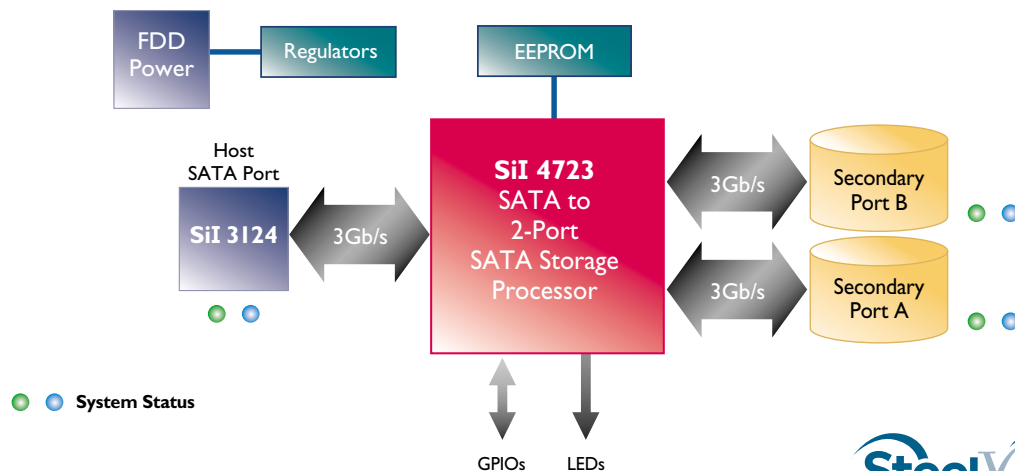 FDD
Power
Regulators
EEPROM
Host
SATA Port
SiI 3124
3Gb/s
SiI 4723
SATA to
2-Port
SATA Storage
Processor
3Gb/s
Secondary
Port B
3Gb/s
Secondary
Port A
System Status
GPIOs
LEDs